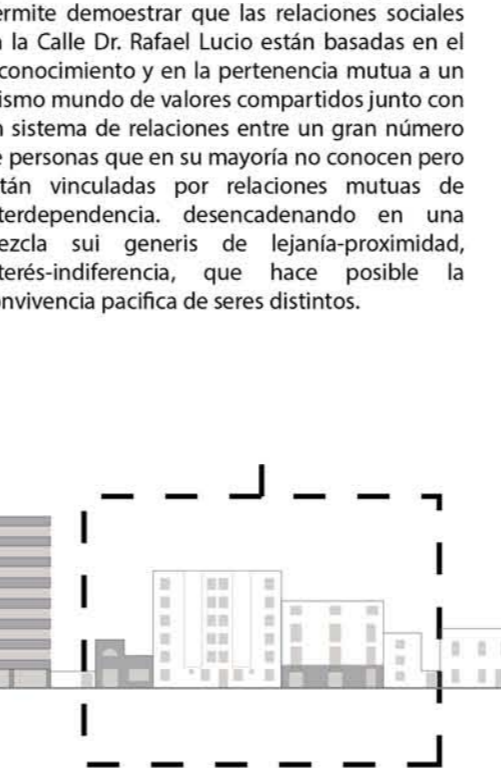 ermite demoestrar que las relaciones sociales
la Calle Dr. Rafael Lucio están basadas en el
conocimiento y en la pertenencia mutua a un
ismo mundo de valores compartidos junto con
sistema de relaciones entre un gran número
personas que en su mayoría no conocen pero
tán vinculadas por relaciones mutuas de
terdependencia. desencadenando en una
ezcla sui generis de lejanía-proximidad,
terés-indiferencia, que hace posible la
nvivencia pacifica de seres distintos.